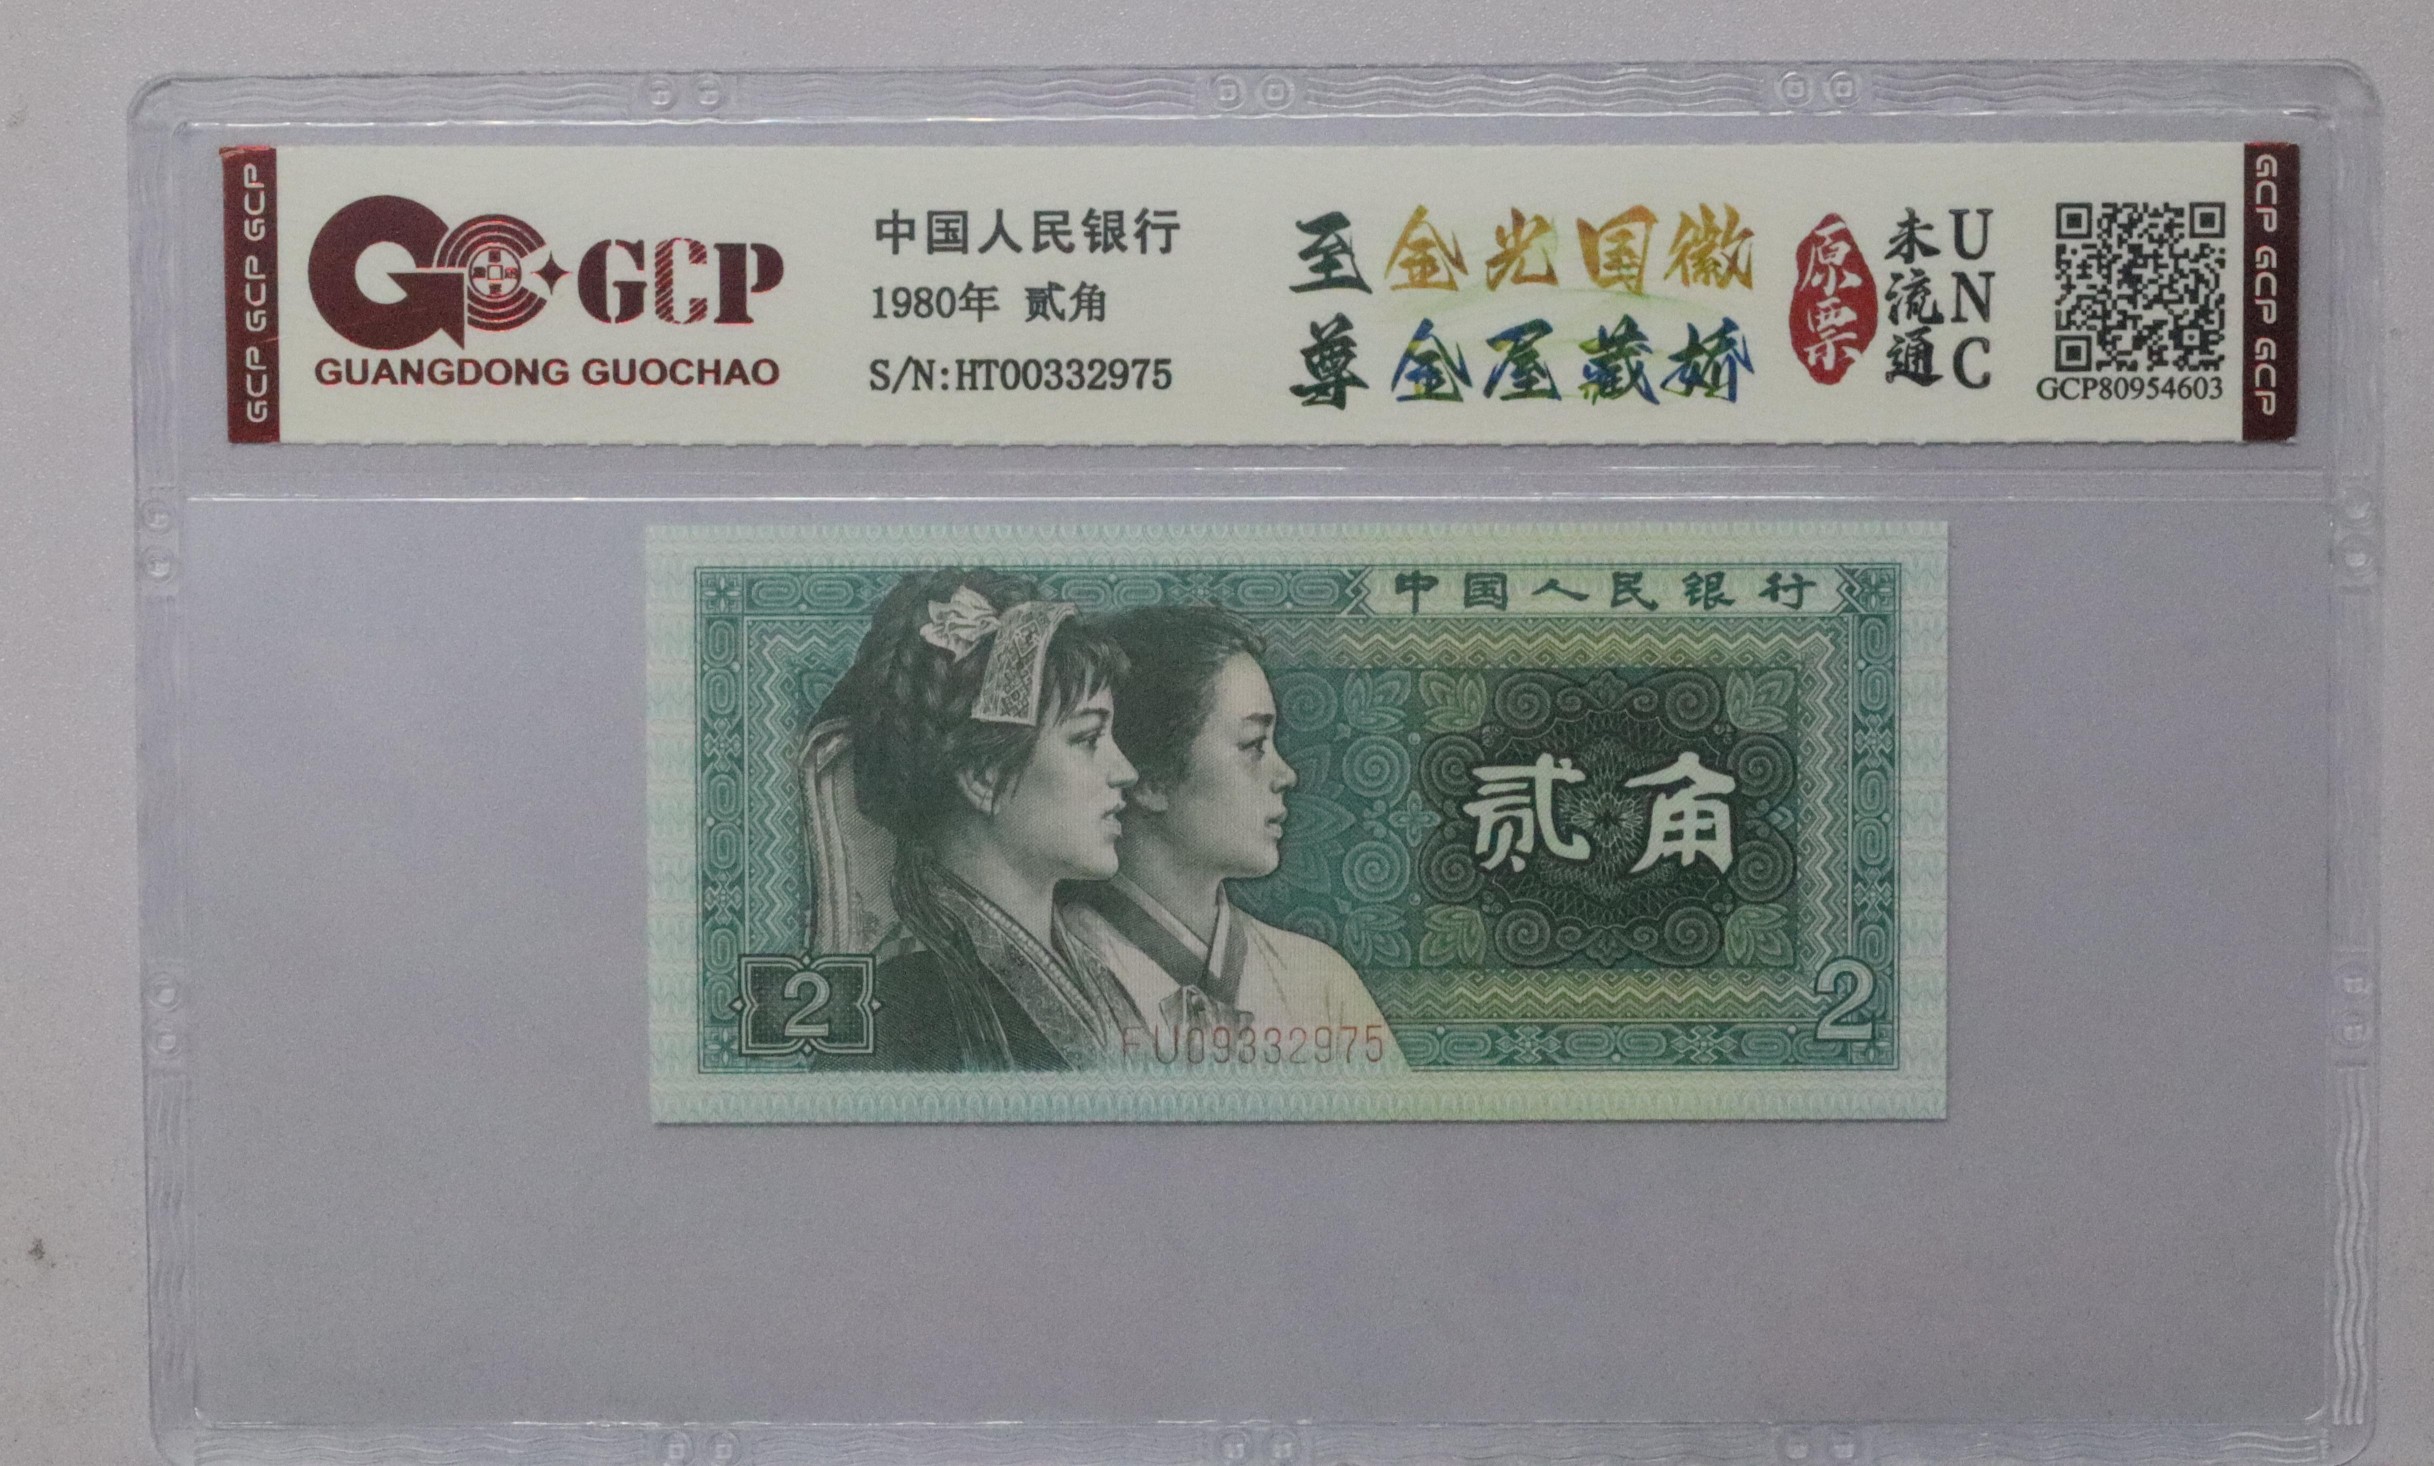 GCP GCP GCP
GCP
GUANGDONG GUOCHAO
中国人民银行
1980年 贰角
S/N:HT00332975
至尊
金光国徽
金屋藏娇
原票
未流通
UNC
GCP80954603
GCP GCP GCP
中国人民银行
贰角
2
2
FU09332975